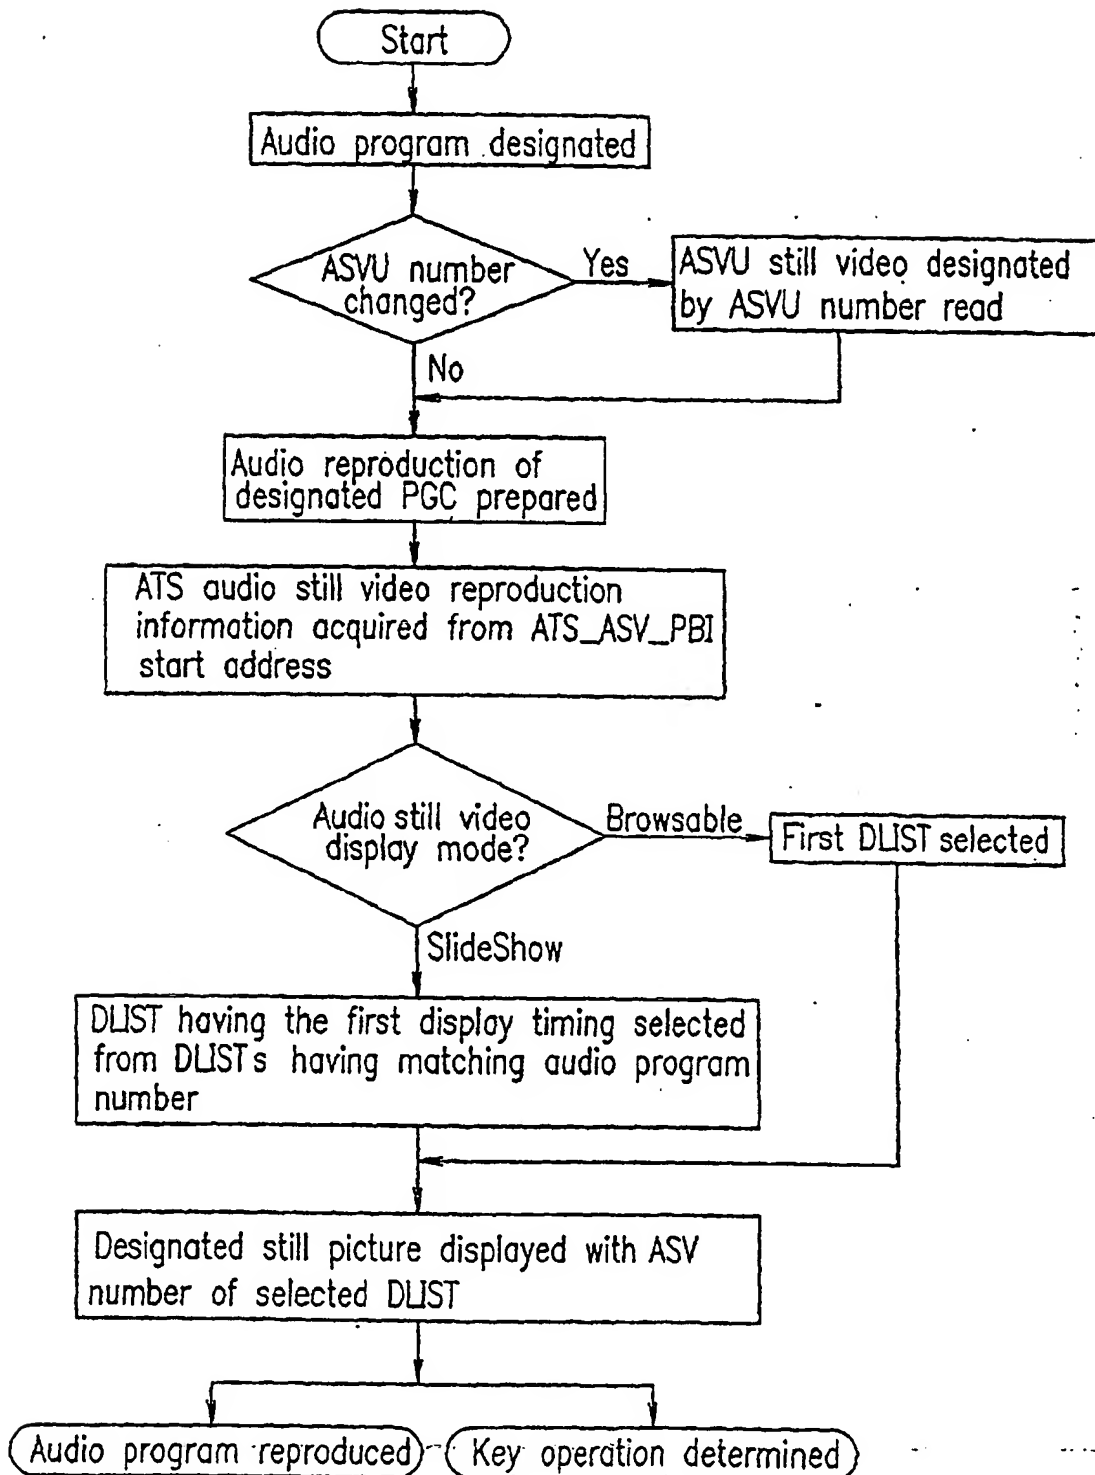 Start
Audio program designated
ASVU number
changed?
Yes
ASVU still video designated
by ASVU number read
No
Audio reproduction of
designated PGC prepared
ATS audio still video reproduction
information acquired from ATS_ASV_PBI
start address
Audio still video
display mode?
Browsable
First DLIST selected
SlideShow
DLIST having the first display timing selected
from DLISTs having matching audio program
number
Designated still picture displayed with ASV
number of selected DLIST
Audio program reproduced
Key operation determined